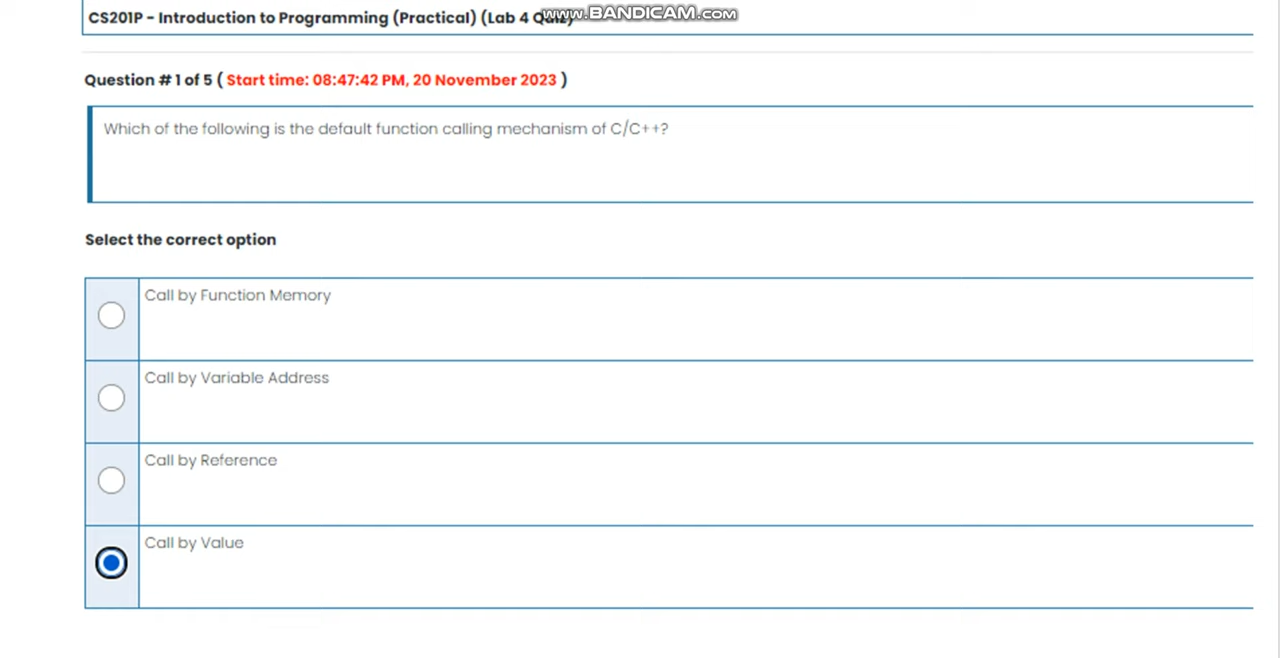 CS201P - Introduction to Programming (Practical) (Lab 4 Quiz)
www.BANDICAM.com
Question # 1 of 5 ( Start time: 08:47:42 PM, 20 November 2023 )
Which of the following is the default function calling mechanism of C/C++?
Select the correct option
Call by Function Memory
Call by Variable Address
Call by Reference
Call by Value